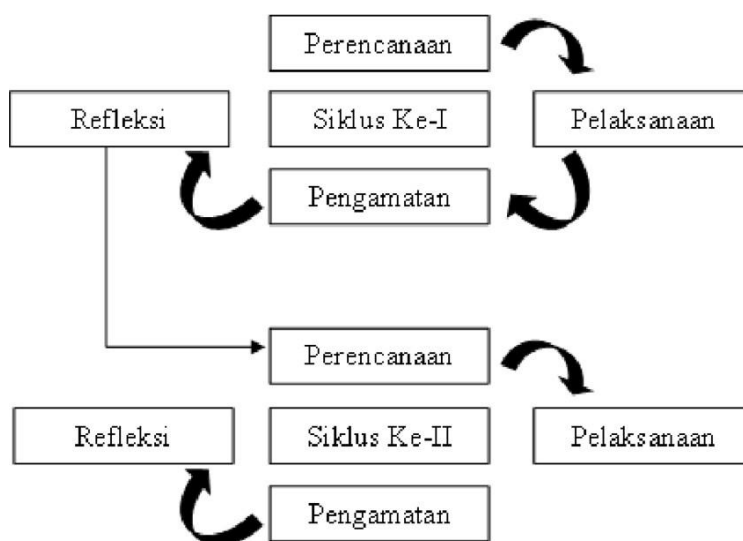 Perencanaan
Refleksi
Siklus Ke-I
Pelaksanaan
Pengamatan
Perencanaan
Refleksi
Siklus Ke-II
Pelaksanaan
Pengamatan